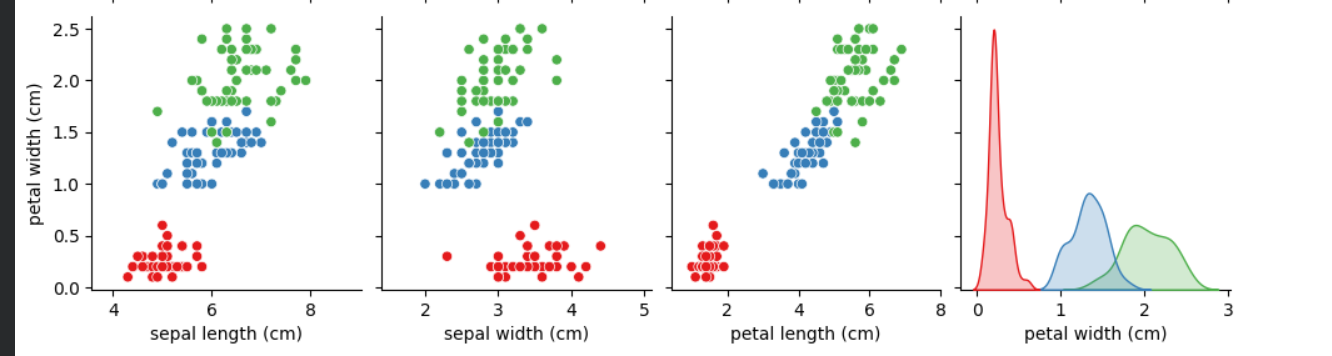 petal width (cm)
2.5
2.0
1.5
1.0
0.5
0.0
4 6 8
sepal length (cm)
2 3 4 5
sepal width (cm)
2 4 6 8
petal length (cm)
0 1 2 3
petal width (cm)